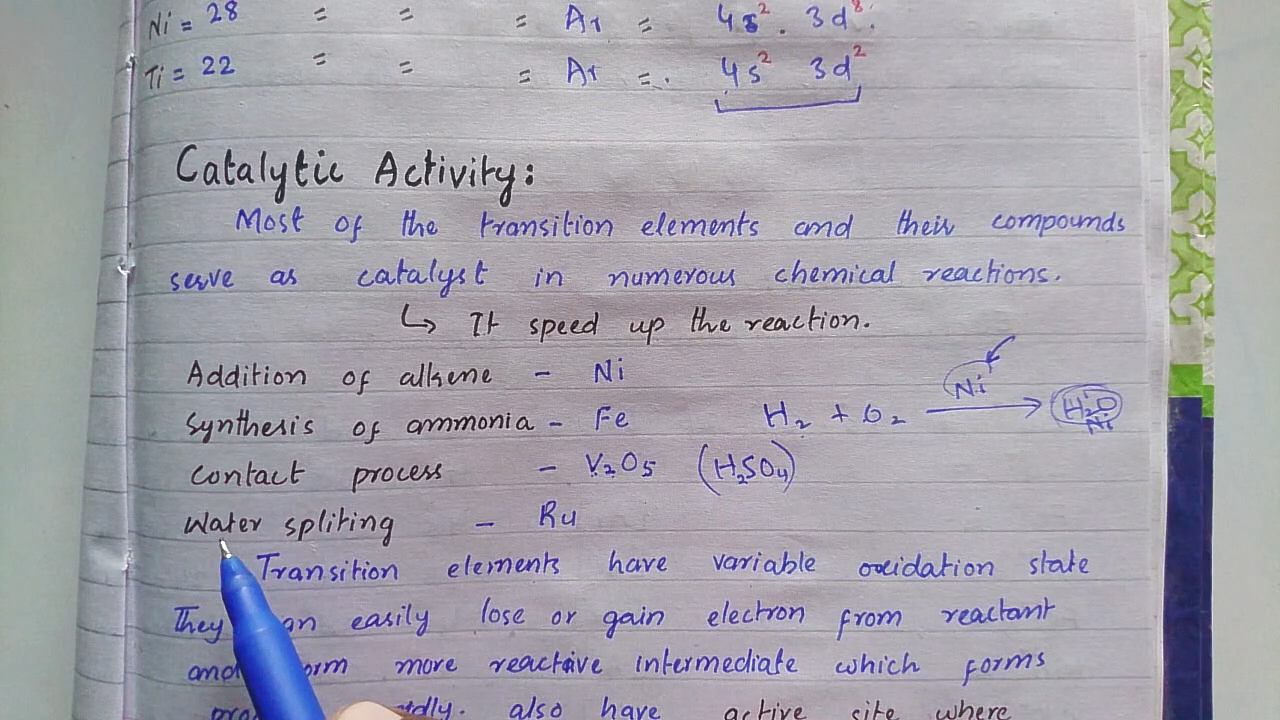 Ni = 28 = = = Ar = 4s² . 3d⁸.
Ti = 22 = = = Ar = . 4s² 3d²
Catalytic Activity:
Most of the transition elements and their compounds
serve as catalyst in numerous chemical reactions.
↳ It speed up the reaction.
Addition of alkene - Ni
Synthesis of ammonia - Fe
H₂ + O₂ Ni → H₂O
Ni
Contact process - V₂O₅ (H₂SO₄)
Water spliting - Ru
Transition elements have variable oxidation state
They easily lose or gain electron from reactant
and more reactive intermediate which forms
also have active site where